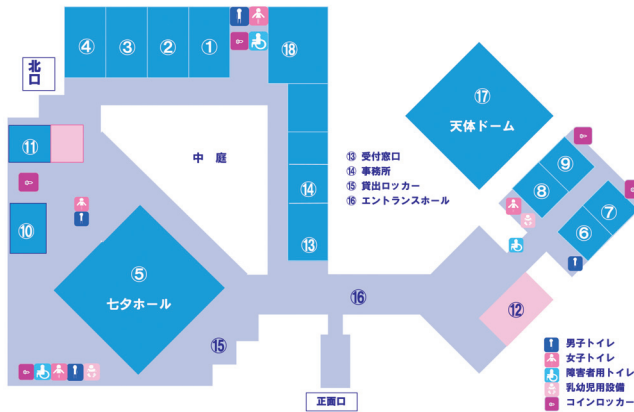 ④ ③ ② ① ⑱
北口
⑰
天体ドーム
⑪
中 庭
⑬ 受付窓口
⑭ 事務所
⑮ 貸出ロッカー
⑯ エントランスホール
⑨
⑧
⑭
⑦
⑩
⑥
⑬
⑤
七夕ホール
⑯
⑫
⑮
男子トイレ
女子トイレ
障害者用トイレ
乳幼児用設備
コインロッカー
正面口